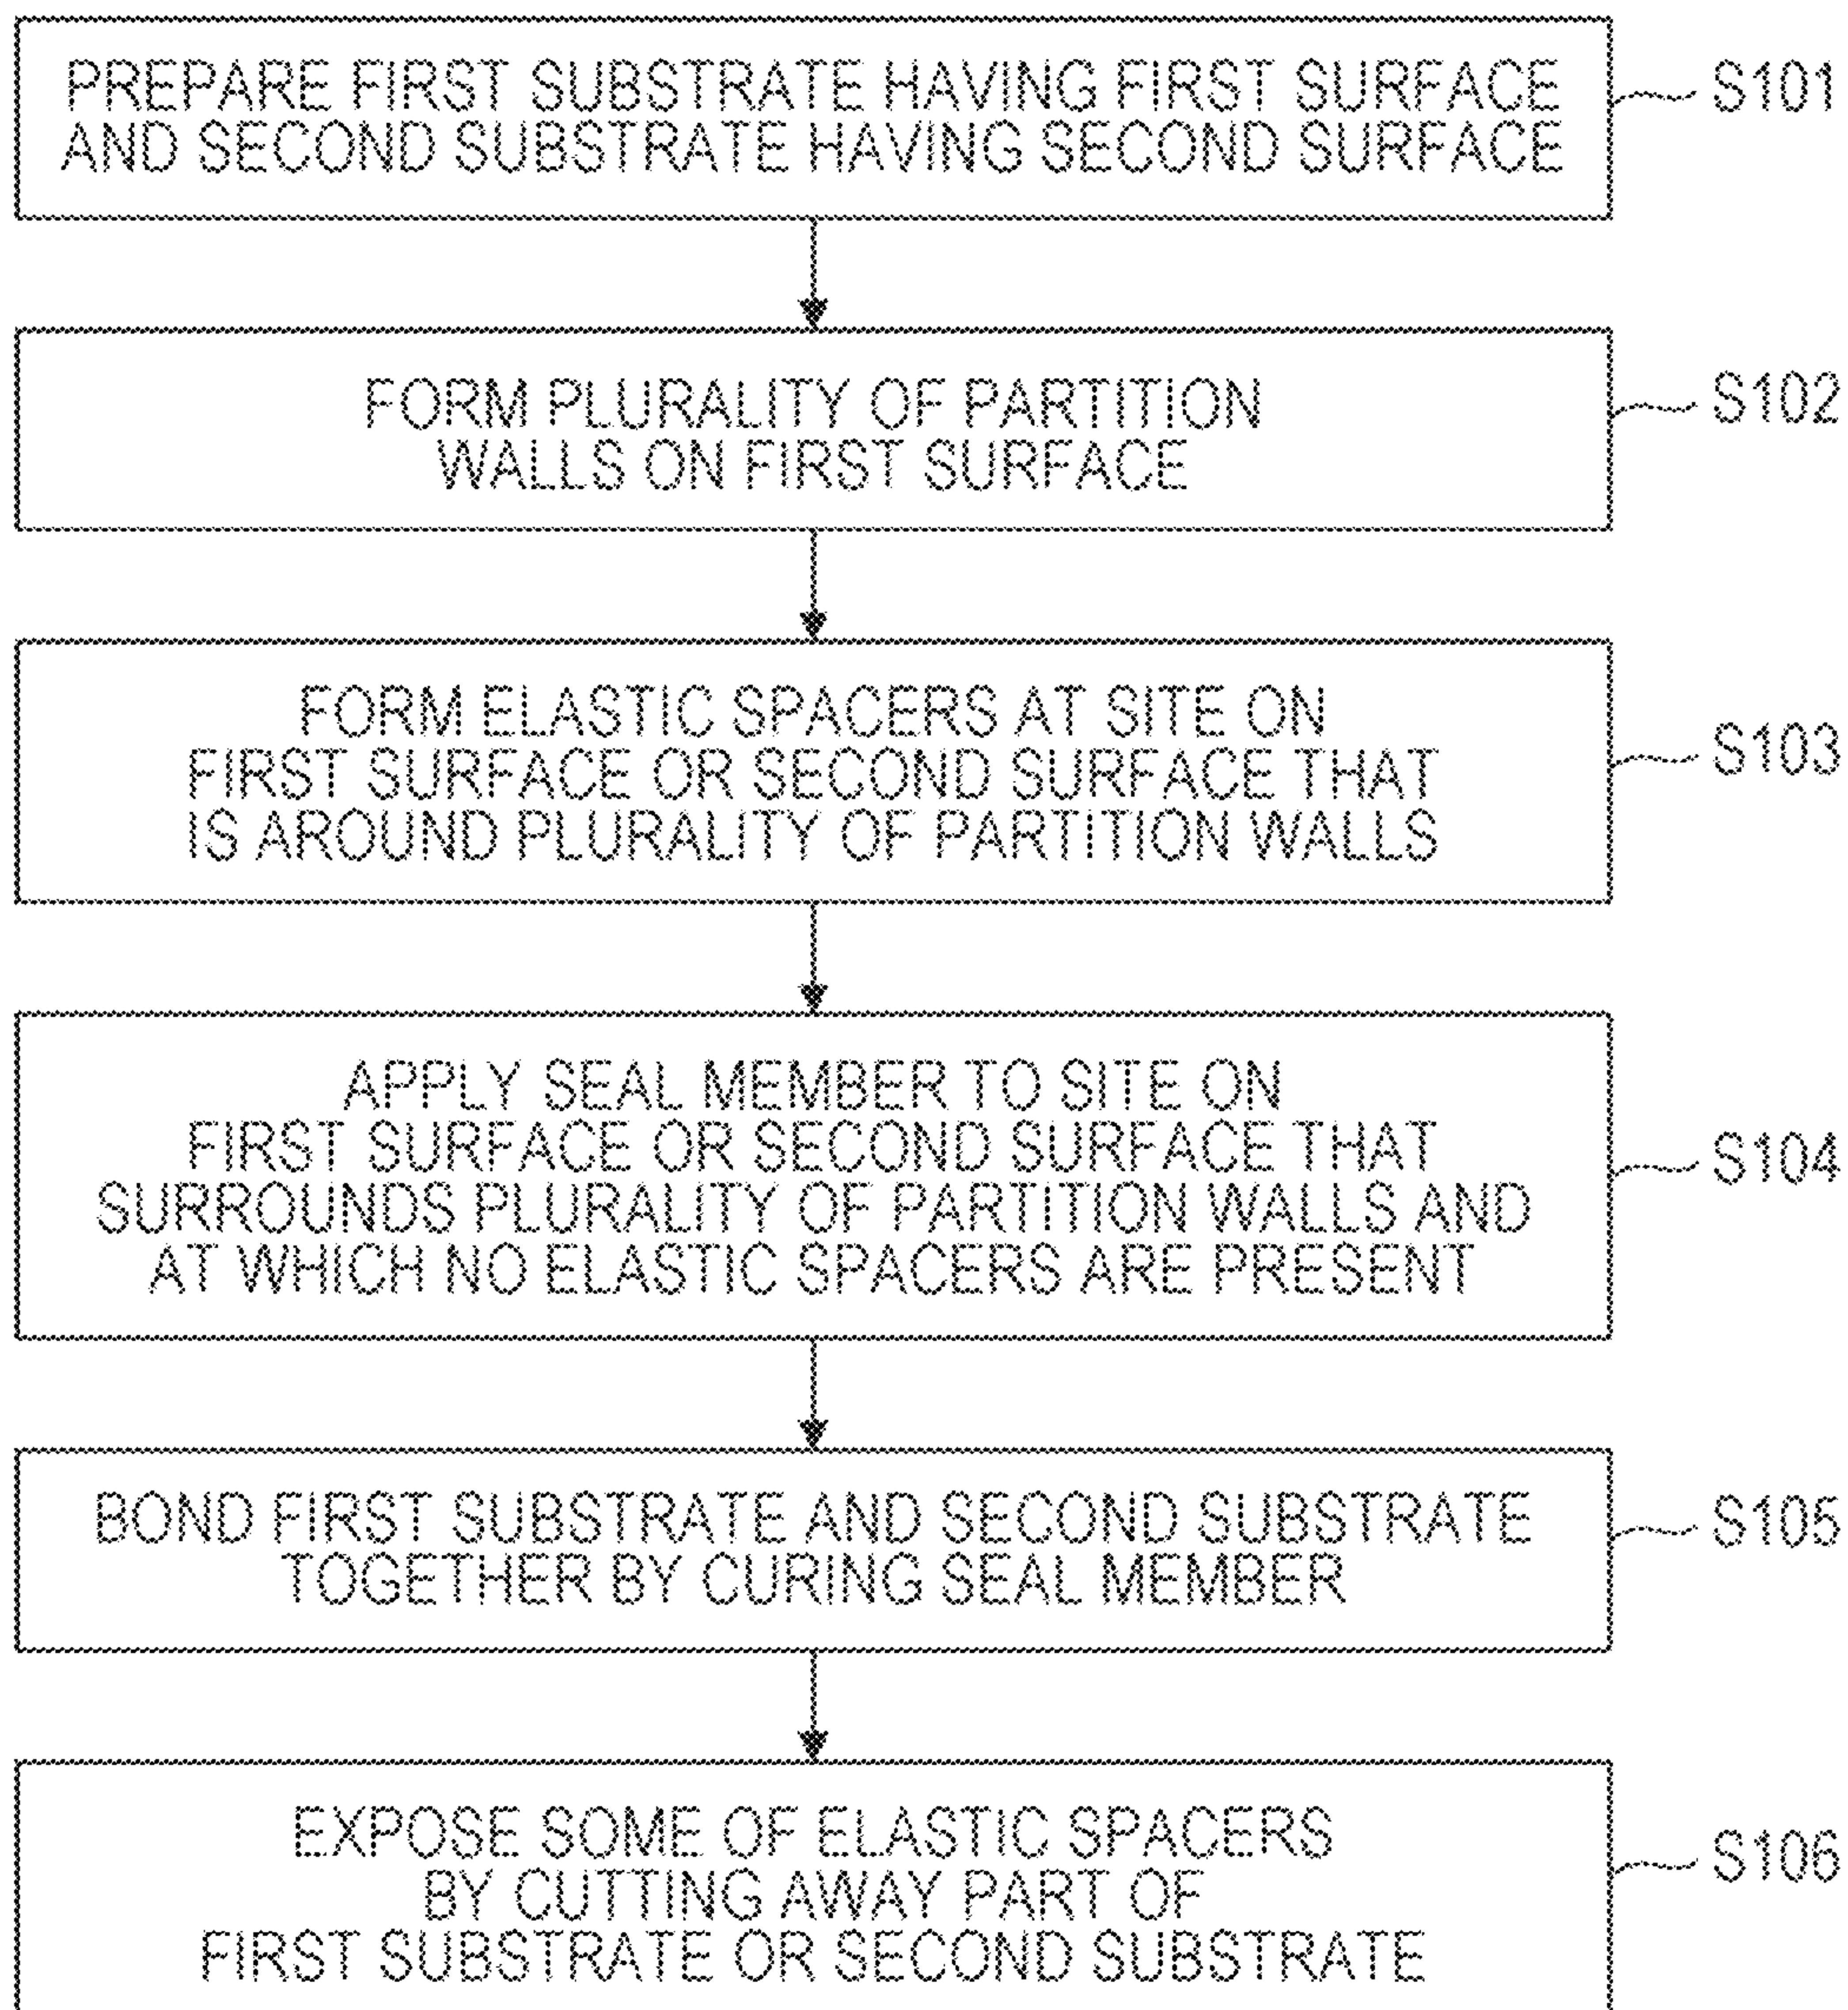 PREPARE FIRST SUBSTRATE HAVING FIRST SURFACE
AND SECOND SUBSTRATE HAVING SECOND SURFACE
S101
FORM PLURALITY OF PARTITION
WALLS ON FIRST SURFACE
S102
FORM ELASTIC SPACERS AT SITE ON
FIRST SURFACE OR SECOND SURFACE THAT
IS AROUND PLURALITY OF PARTITION WALLS
S103
APPLY SEAL MEMBER TO SITE ON
FIRST SURFACE OR SECOND SURFACE THAT
SURROUNDS PLURALITY OF PARTITION WALLS AND
AT WHICH NO ELASTIC SPACERS ARE PRESENT
S104
BOND FIRST SUBSTRATE AND SECOND SUBSTRATE
TOGETHER BY CURING SEAL MEMBER
S105
EXPOSE SOME OF ELASTIC SPACERS
BY CUTTING AWAY PART OF
FIRST SUBSTRATE OR SECOND SUBSTRATE
S106